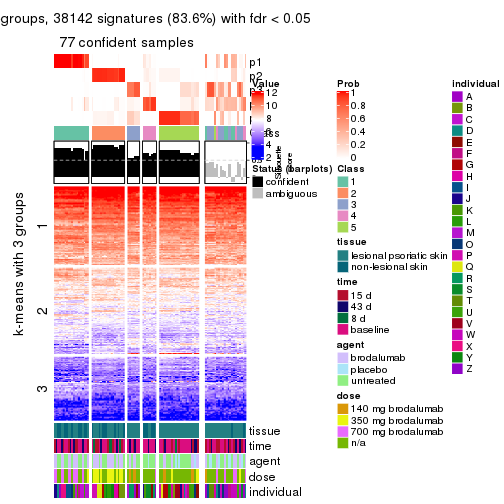 groups, 38142 signatures (83.6%) with fdr < 0.05
77 confident samples
k-means with 3 groups
1
2
3
p1
p2
tissue
time
agent
dose
individual
Value
12
10
8
6
4
2
Silhouette
score
Status (barplots)
confident
ambiguous
Prob
1
0.8
0.6
0.4
0.2
0
Class
1
2
3
4
5
tissue
lesional psoriatic skin
non-lesional skin
time
15 d
43 d
8 d
baseline
agent
brodalumab
placebo
untreated
dose
140 mg brodalumab
350 mg brodalumab
700 mg brodalumab
n/a
individual
A
B
C
D
E
F
G
H
I
J
K
L
M
O
P
Q
R
S
T
U
V
W
X
Y
Z